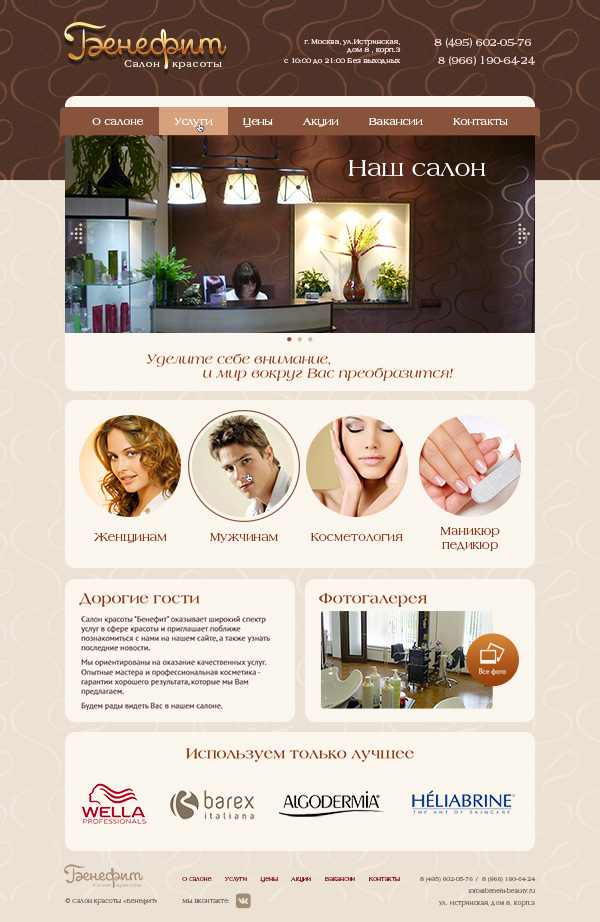 Бенефит
Салон красоты
г. Москва, ул.Истринская,
дом 8 , корп.3
с 10:00 до 21:00 Без выходных
8 (495) 602-05-76
8 (966) 190-64-24
О салоне Услуги Цены Акции Вакансии Контакты
Наш салон
Уделите себе внимание,
и мир вокруг Вас преобразится!
Женщинам
Мужчинам
Косметология
Маникюр
педикюр
Дорогие гости
Салон красоты "Бенефит" оказывает широкий спектр
услуг в сфере красоты и приглашает поближе
познакомиться с нами на нашем сайте, а также узнать
последние новости.
Мы ориентированы на оказание качественных услуг.
Опытные мастера и профессиональная косметика -
гарантии хорошего результата, которые мы Вам
предлагаем.
Будем рады видеть Вас в нашем салоне.
Фотогалерея
Все фото
Используем только лучшее
WELLA
PROFESSIONALS
barex
italiana
ALGODERMIA
HÉLIABRINE®
THE ART OF SKINCARE
Бенефит
Салон красоты
© Салон красоты «Бенефит»
О салоне Услуги Цены Акции Вакансии Контакты
мы вконтакте
8 (495) 602-05-76 / 8 (966) 190-64-24
ул. Истринская, дом 8, корп.3